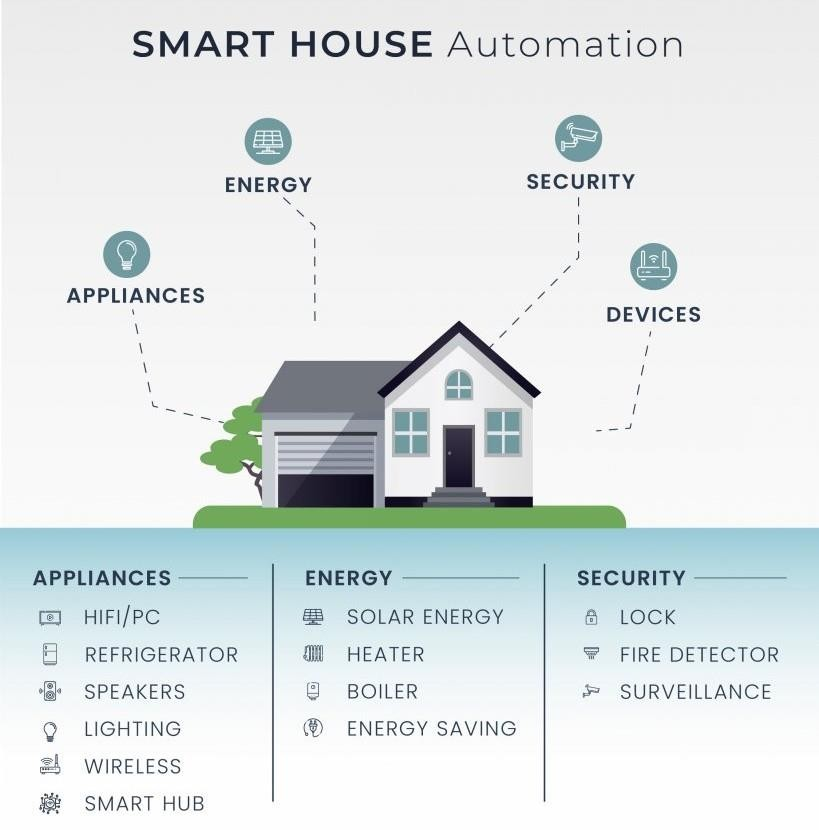 SMART HOUSE Automation
ENERGY
SECURITY
APPLIANCES
DEVICES
APPLIANCES
HIFI/PC
REFRIGERATOR
SPEAKERS
LIGHTING
WIRELESS
SMART HUB
ENERGY
SOLAR ENERGY
HEATER
BOILER
ENERGY SAVING
SECURITY
LOCK
FIRE DETECTOR
SURVEILLANCE